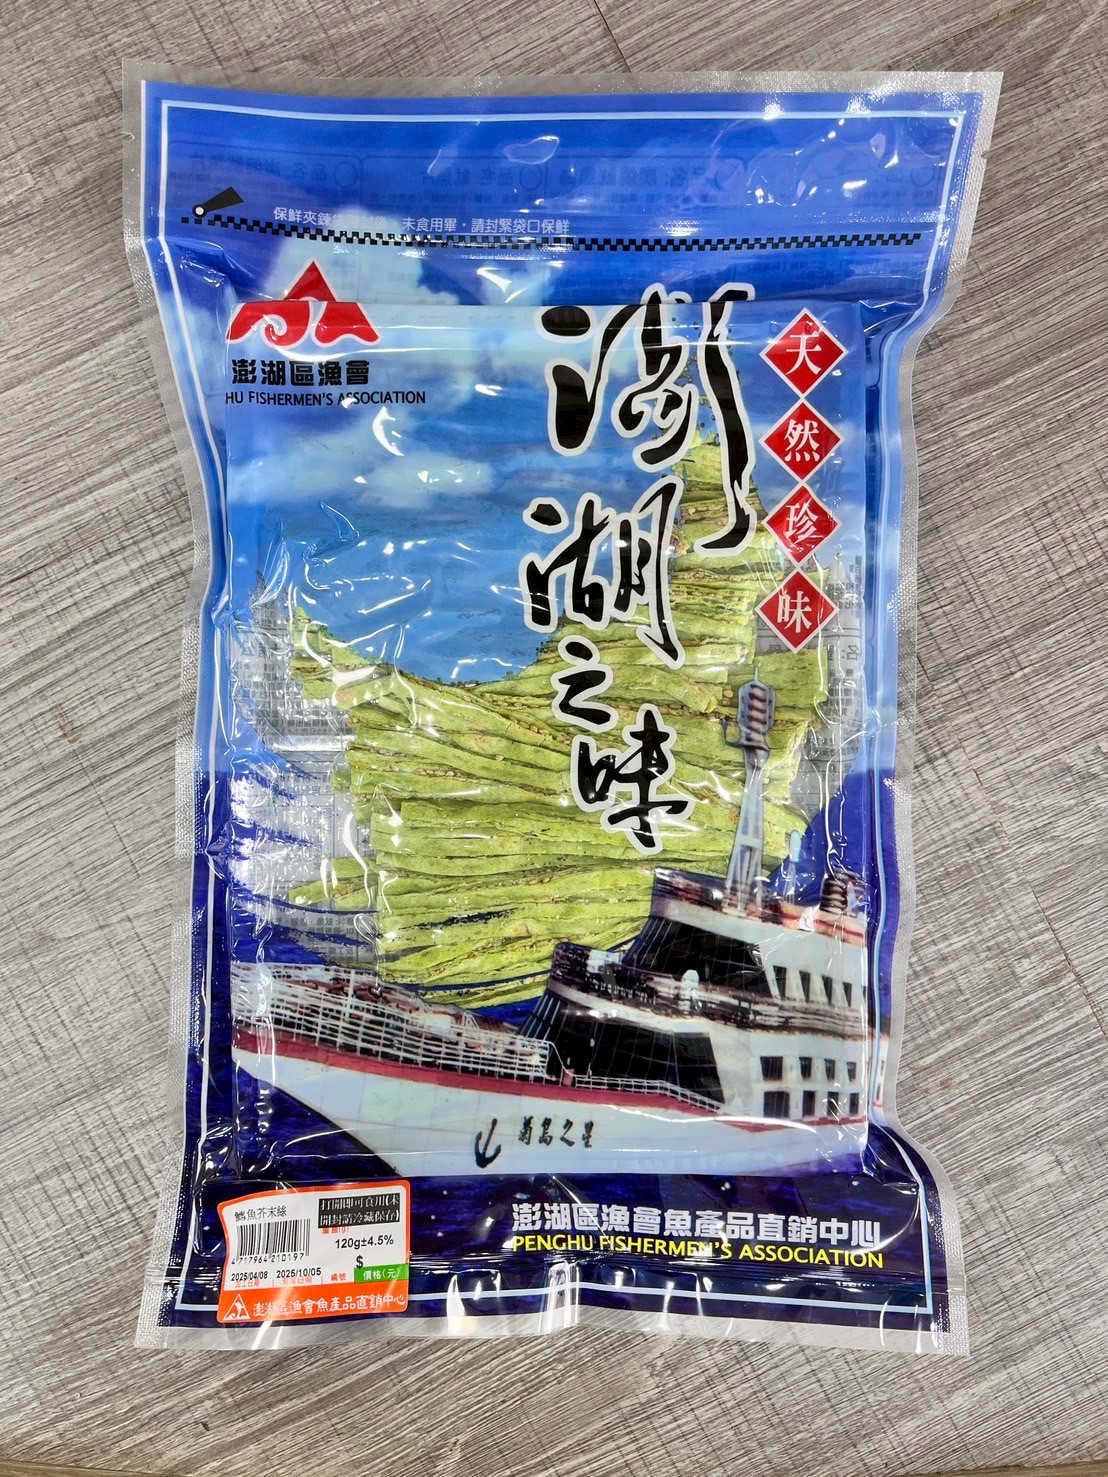 保鮮夾鍊
未食用畢，請封緊袋口保鮮
澎湖區漁會
HU FISHERMEN'S ASSOCIATION
澎湖之味
天然珍味
菊島之星
澎湖區漁會魚產品直銷中心
PENGHU FISHERMEN'S ASSOCIATION
鱈魚芥末絲
打開即可食用(未
開封請冷藏保存)
120g±4.5%
4717964210197
$
2025/04/08 2025/10/05
編號
價格(元)
澎湖區漁會魚產品直銷中心